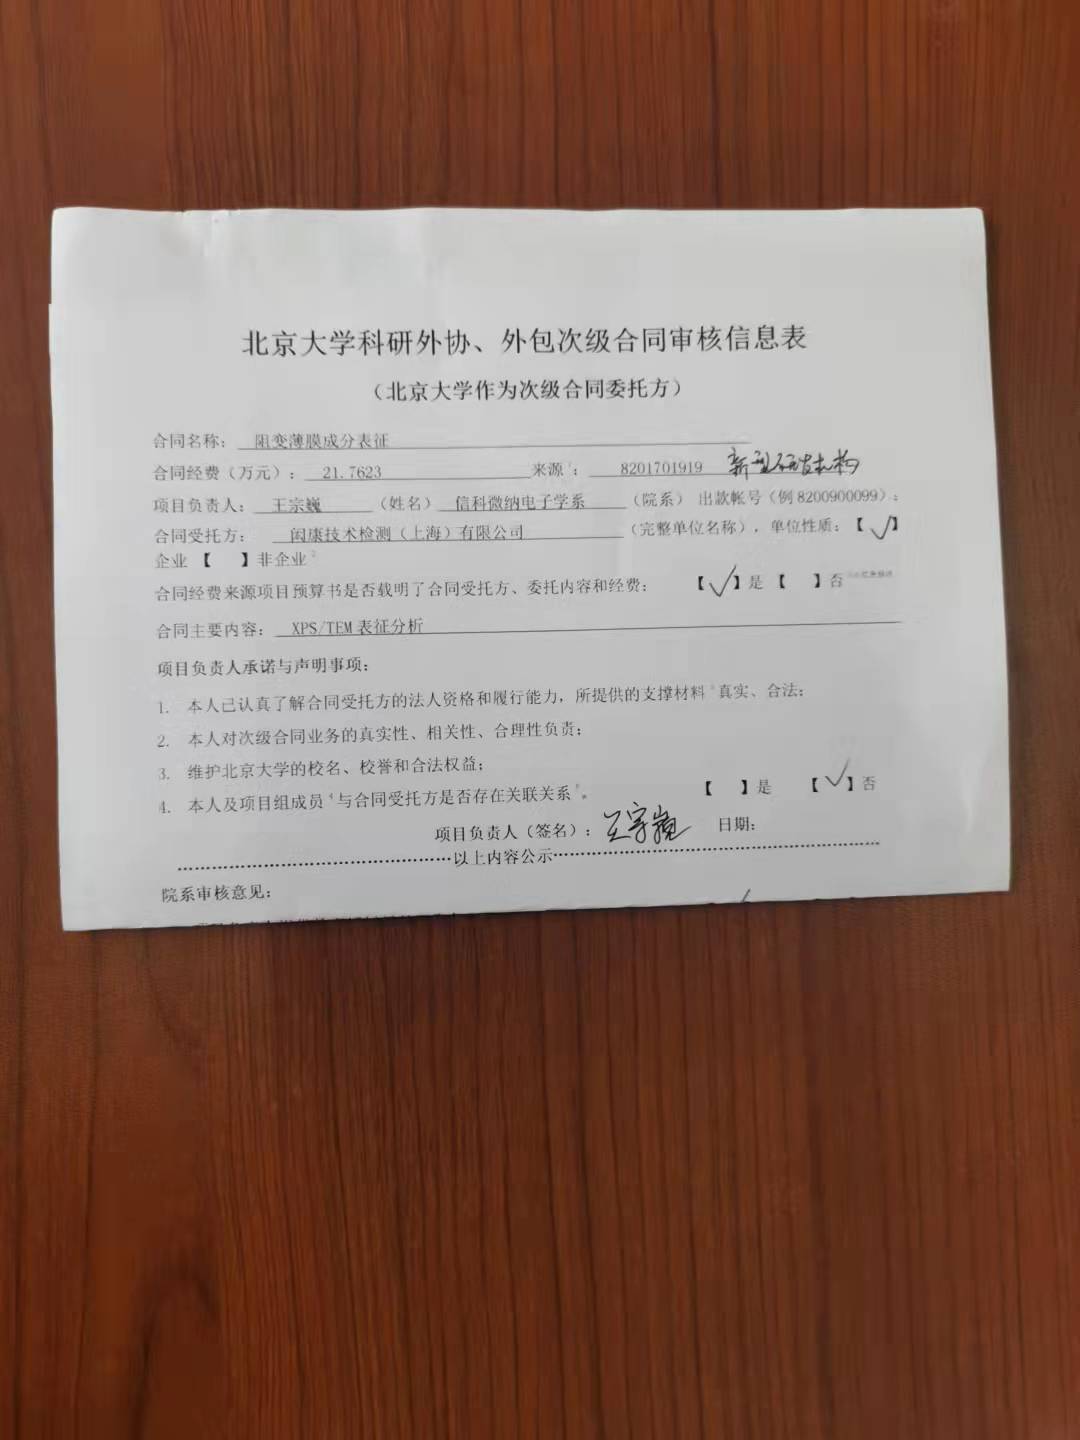 北京大学科研外协、外包次级合同审核信息表
（北京大学作为次级合同委托方）
合同名称： 阻变薄膜成分表征
合同经费（万元）： 21.7623 来源： 8201701919 新型研发机构
项目负责人： 王宗巍 （姓名） 信科微纳电子学系 （院系） 出款帐号（例 8200900099）：
合同受托方： 闳康技术检测（上海）有限公司 （完整单位名称），单位性质：【√】
企业 【 】非企业
合同经费来源项目预算书是否载明了合同受托方、委托内容和经费： 【√】是 【 】否
合同主要内容： XPS/TEM 表征分析
项目负责人承诺与声明事项：
1. 本人已认真了解合同受托方的法人资格和履行能力，所提供的支撑材料³真实、合法；
2. 本人对次级合同业务的真实性、相关性、合理性负责；
3. 维护北京大学的校名、校誉和合法权益；
4. 本人及项目组成员⁴与合同受托方是否存在关联关系⁵。 【 】是 【√】否
项目负责人（签名）：王宗巍 日期：
以上内容公示
院系审核意见：